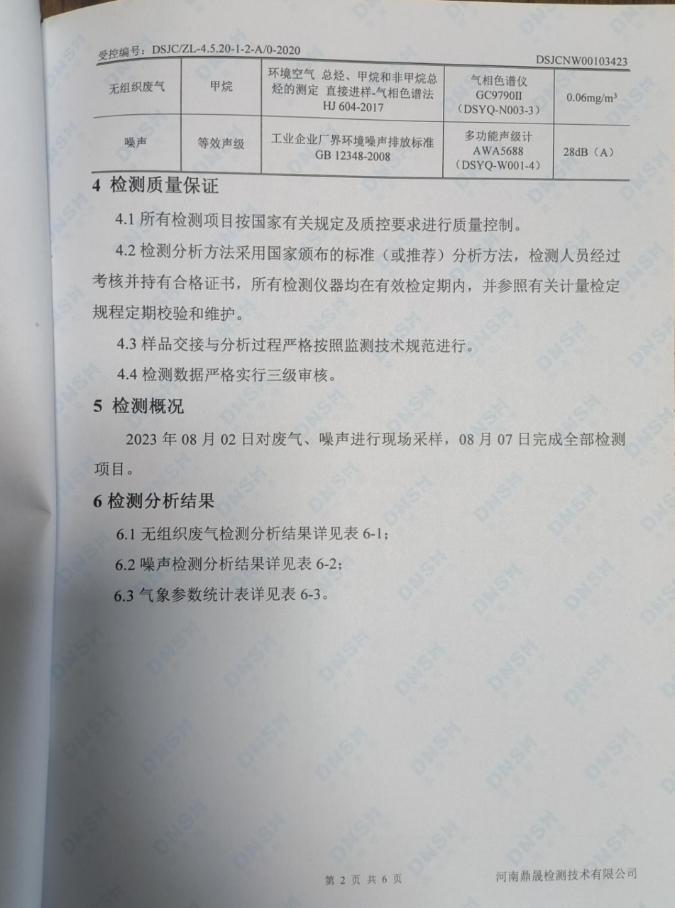 受控编号：DSJC/ZL-4.5.20-1-2-A/0-2020
DSJCNW00103423
无组织废气 甲烷 环境空气 总烃、甲烷和非甲烷总
烃的测定 直接进样-气相色谱法
HJ 604-2017
气相色谱仪
GC9790II
（DSYQ-N003-3）
0.06mg/m³
噪声 等效声级 工业企业厂界环境噪声排放标准
GB 12348-2008
多功能声级计
AWA5688
（DSYQ-W001-4）
28dB（A）
4 检测质量保证
4.1 所有检测项目按国家有关规定及质控要求进行质量控制。
4.2 检测分析方法采用国家颁布的标准（或推荐）分析方法，检测人员经过
考核并持有合格证书，所有检测仪器均在有效检定期内，并参照有关计量检定
规程定期校验和维护。
4.3 样品交接与分析过程严格按照监测技术规范进行。
4.4 检测数据严格实行三级审核。
5 检测概况
2023 年 08 月 02 日对废气、噪声进行现场采样，08 月 07 日完成全部检测
项目。
6 检测分析结果
6.1 无组织废气检测分析结果详见表 6-1；
6.2 噪声检测分析结果详见表 6-2；
6.3 气象参数统计表详见表 6-3。
第 2 页 共 6 页
河南鼎晟检测技术有限公司